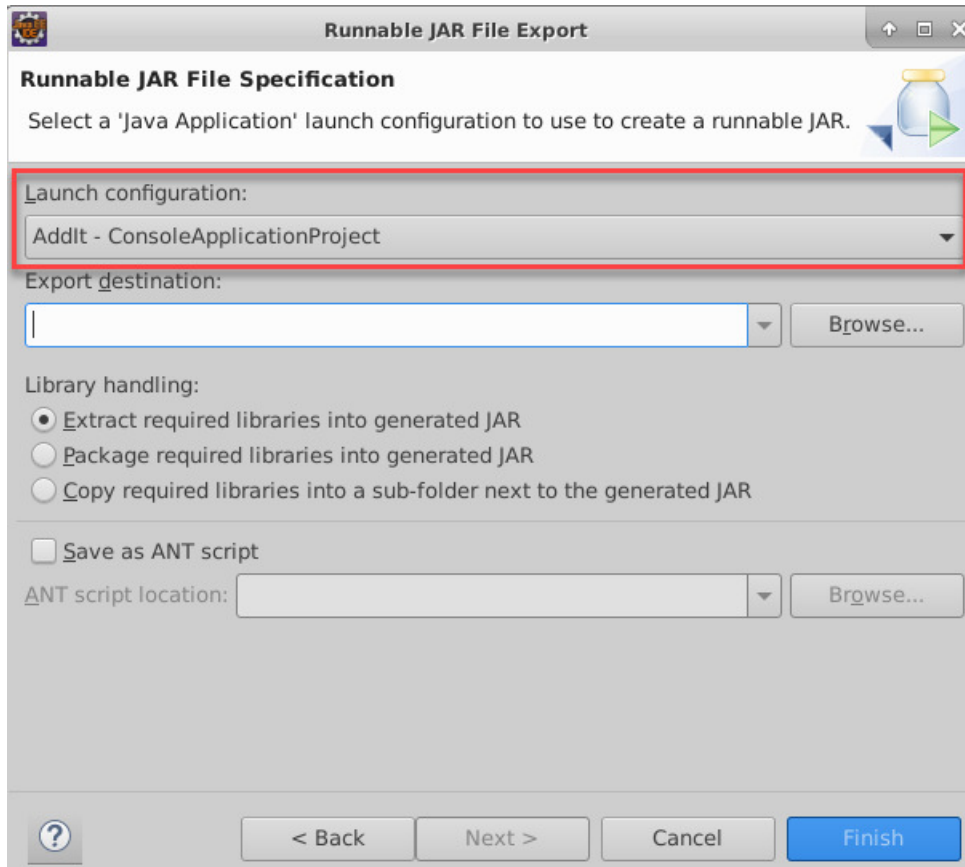 Runnable JAR File Export
Runnable JAR File Specification
Select a 'Java Application' launch configuration to use to create a runnable JAR.
Launch configuration:
AddIt - ConsoleApplicationProject
Export destination:
Browse...
Library handling:
Extract required libraries into generated JAR
Package required libraries into generated JAR
Copy required libraries into a sub-folder next to the generated JAR
Save as ANT script
ANT script location:
Browse...
?
< Back
Next >
Cancel
Finish